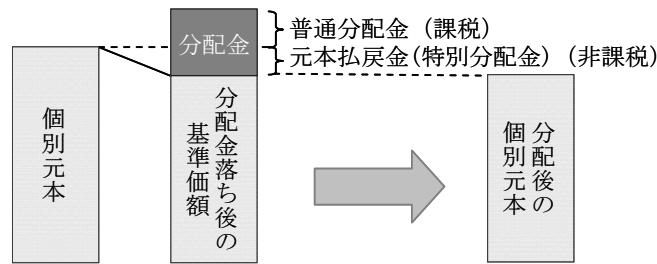 分配金
普通分配金（課税）
元本払戻金（特別分配金）（非課税）
個別元本
分配金落ち後の
基準価額
分配後の
個別元本